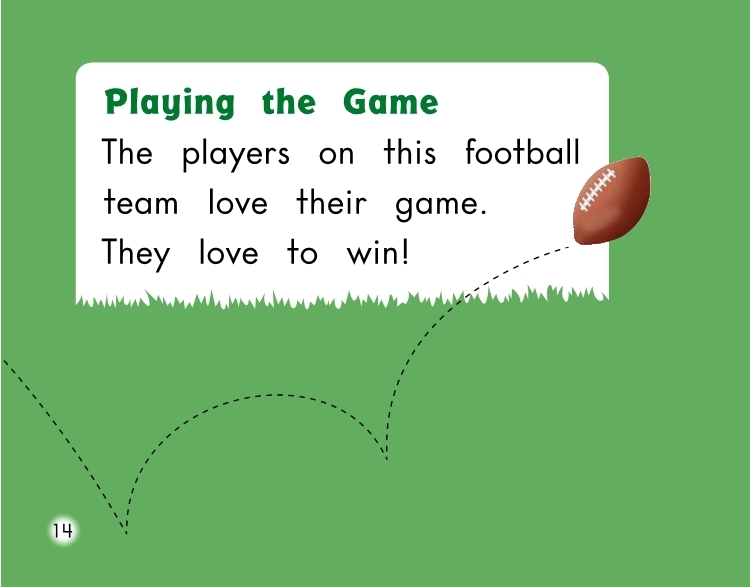 Playing the Game
The players on this football
team love their game.
They love to win!
14